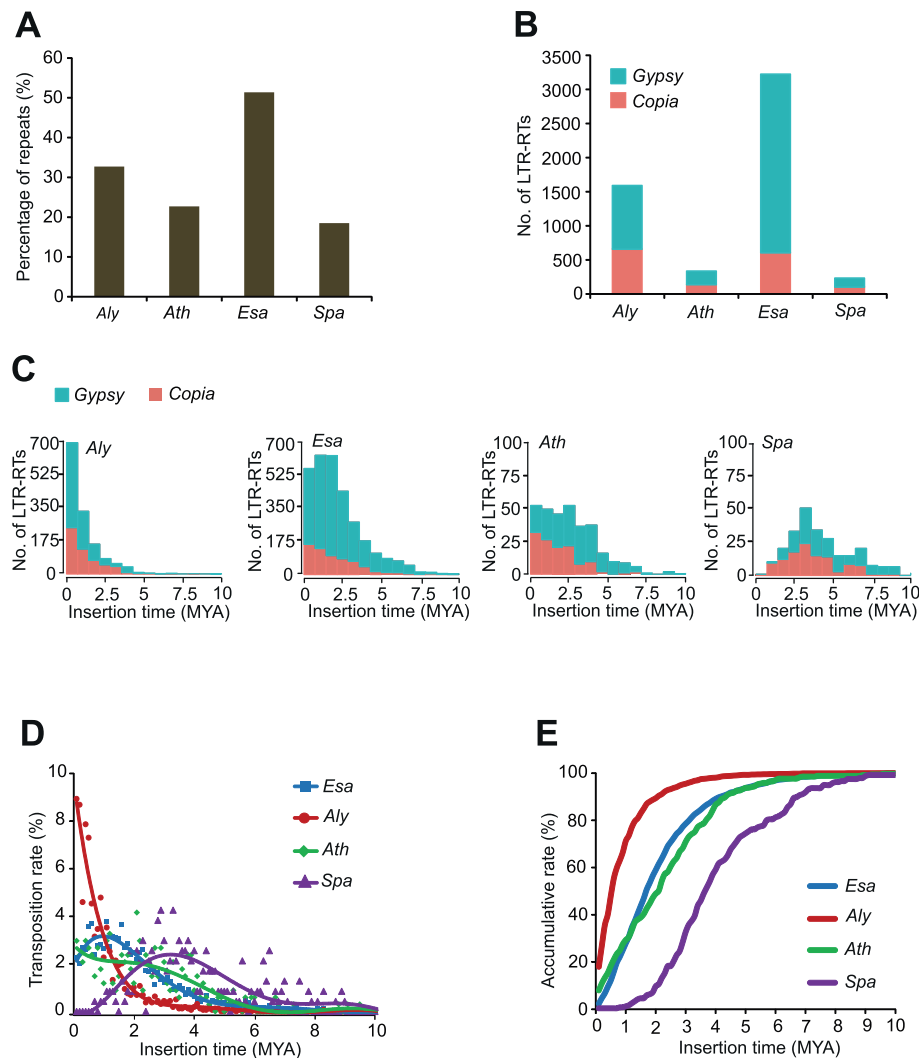 A
Percentage of repeats (%)
60
50
40
30
20
10
0
Aly Ath Esa Spa
B
No. of LTR-RTs
3500
3000
2500
2000
1500
1000
500
0
Gypsy
Copia
Aly Ath Esa Spa
C
Gypsy Copia
Aly
No. of LTR-RTs
700
525
350
175
0
0 2.5 5 7.5 10
Insertion time (MYA)
Esa
No. of LTR-RTs
700
525
350
175
0
0 2.5 5 7.5 10
Insertion time (MYA)
Ath
No. of LTR-RTs
100
75
50
25
0
0 2.5 5 7.5 10
Insertion time (MYA)
Spa
No. of LTR-RTs
100
75
50
25
0
0 2.5 5 7.5 10
Insertion time (MYA)
D
Transposition rate (%)
10
8
6
4
2
0
Esa
Aly
Ath
Spa
0 2 4 6 8 10
Insertion time (MYA)
E
Accumulative rate (%)
100
80
60
40
20
0
Esa
Aly
Ath
Spa
0 1 2 3 4 5 6 7 8 9 10
Insertion time (MYA)